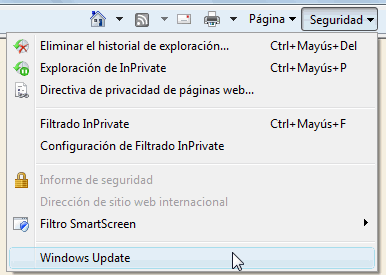 Página Seguridad
Eliminar el historial de exploración... Ctrl+Mayús+Del
Exploración de InPrivate Ctrl+Mayús+P
Directiva de privacidad de páginas web...
Filtrado InPrivate Ctrl+Mayús+F
Configuración de Filtrado InPrivate
Informe de seguridad
Dirección de sitio web internacional
Filtro SmartScreen
Windows Update